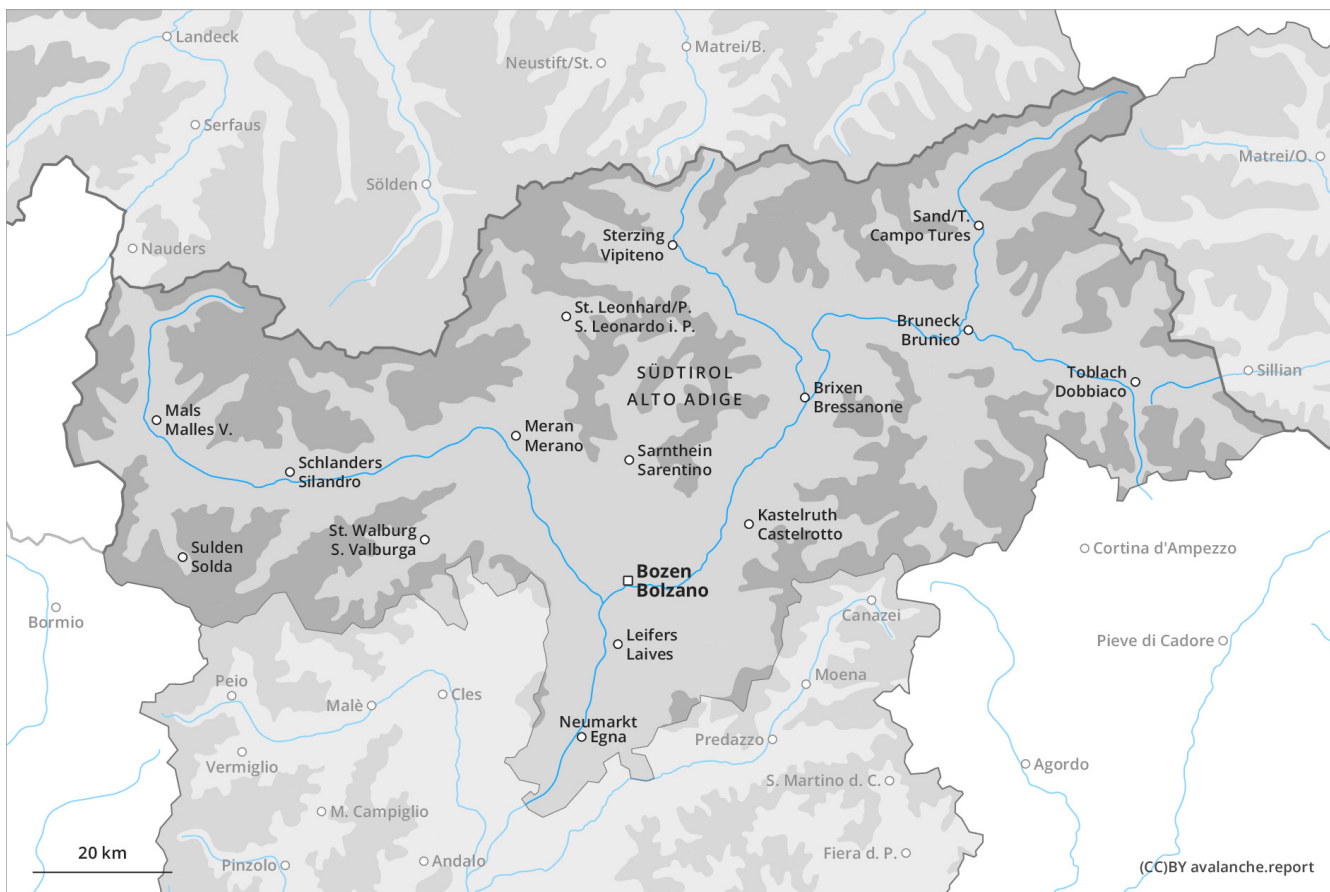 Landeck
Matrei/B.
Neustift/St.
Serfaus
Matrei/O.
Sölden
Sand/T.
Campo Tures
Sterzing
Vipiteno
Nauders
St. Leonhard/P.
S. Leonardo i. P.
Bruneck
Brunico
SÜDTIROL
ALTO ADIGE
Toblach
Dobbiaco
Sillian
Brixen
Bressanone
Mals
Malles V.
Meran
Merano
Sarnthein
Sarentino
Schlanders
Silandro
Kastelruth
Castelrotto
St. Walburg
S. Valburga
Sulden
Solda
Cortina d'Ampezzo
Bozen
Bolzano
Bormio
Canazei
Leifers
Laives
Pieve di Cadore
Peio
Moena
Malè
Cles
Neumarkt
Egna
Predazzo
Vermiglio
Agordo
S. Martino d. C.
M. Campiglio
20 km
Pinzolo
Andalo
Fiera d. P.
(CC)BY avalanche.report